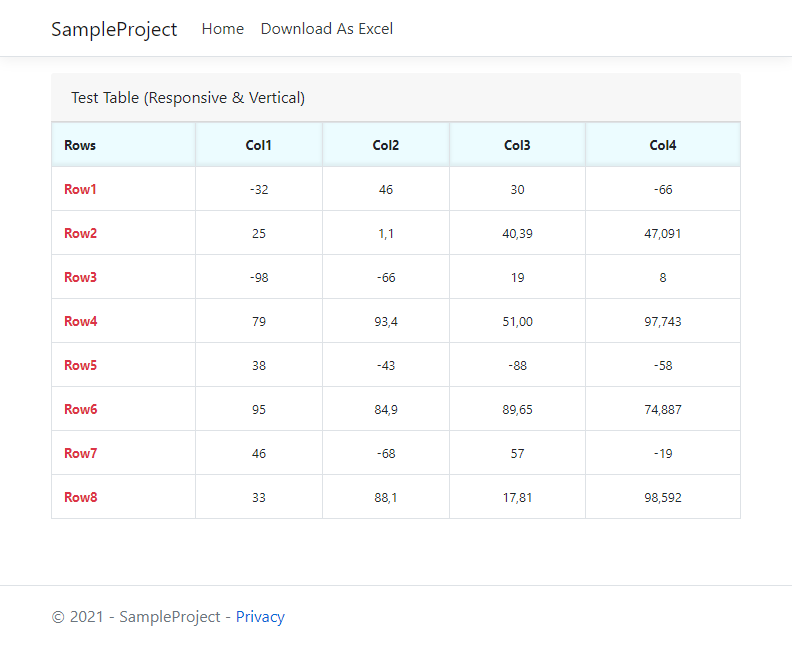 SampleProject Home Download As Excel
Test Table (Responsive & Vertical)
Rows Col1 Col2 Col3 Col4
Row1 -32 46 30 -66
Row2 25 1,1 40,39 47,091
Row3 -98 -66 19 8
Row4 79 93,4 51,00 97,743
Row5 38 -43 -88 -58
Row6 95 84,9 89,65 74,887
Row7 46 -68 57 -19
Row8 33 88,1 17,81 98,592
© 2021 - SampleProject - Privacy